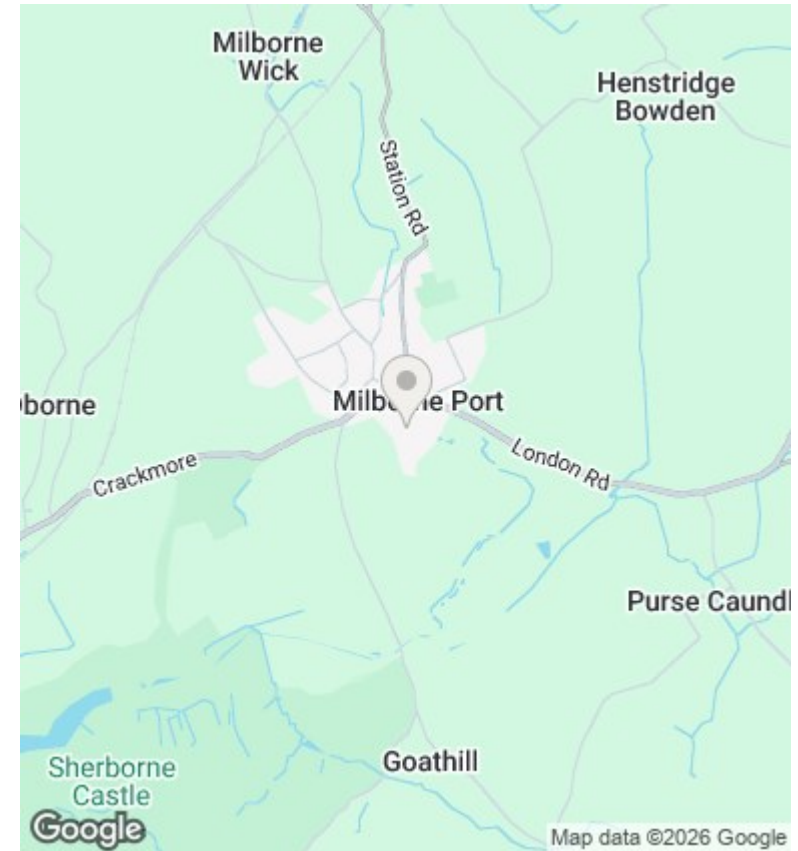 Milborne
Wick
Henstridge
Bowden
Station Rd
borne
Milbo ne Port
London Rd
Crackmore
Purse Caundl
Goathill
Sherborne
Castle
Google
Map data ©2026 Google